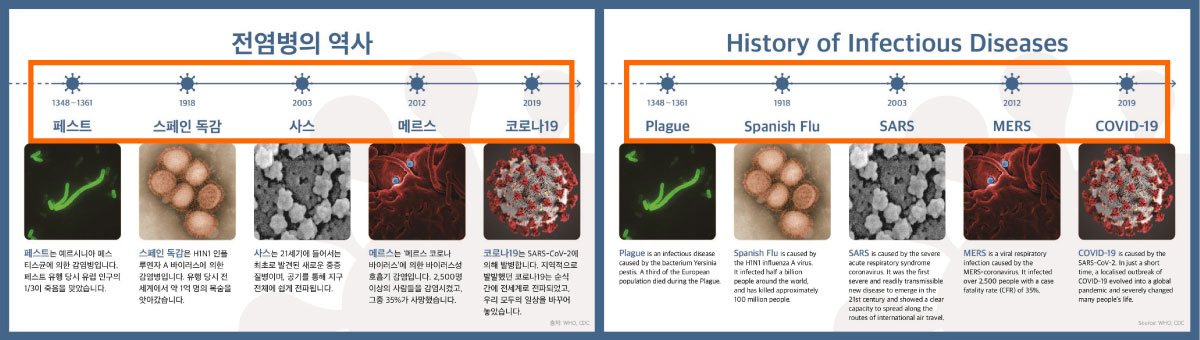 전염병의 역사
1348~1361
1918
2003
2012
2019
페스트
스페인 독감
사스
메르스
코로나19
페스트는 예르시니아 페스
티스균에 의한 감염병입니다.
페스트 유행 당시 유럽 인구의
1/3이 죽음을 맞았습니다.
스페인 독감은 H1N1 인플
루엔자 A 바이러스에 의한
감염병입니다. 유행 당시 전
세계에서 약 1억 명의 목숨을
앗아갔습니다.
사스는 21세기에 들어서는
최초로 발견된 새로운 중증
질병이며, 공기를 통해 지구
전체에 쉽게 전파됩니다.
메르스는 '메르스 코로나
바이러스'에 의한 바이러스성
호흡기 감염입니다. 2,500명
이상의 사람들을 감염시켰고,
그중 35%가 사망했습니다.
코로나19는 SARS-CoV-2에
의해 발병합니다. 지역적으로
발발했던 코로나19는 순식
간에 전세계로 전파되었고,
우리 모두의 일상을 바꾸어
놓았습니다.
출처: WHO, CDC
History of Infectious Diseases
1348~1361
1918
2003
2012
2019
Plague
Spanish Flu
SARS
MERS
COVID-19
Plague is an infectious disease
caused by the bacterium Yersinia
pestis. A third of the European
population died during the Plague.
Spanish Flu is caused by
the H1N1 influenza A virus.
It infected half a billion
people around the world,
and has killed approximately
100 million people.
SARS is caused by the severe
acute respiratory syndrome
coronavirus. It was the first
severe and readily transmissible
new disease to emerge in the
21st century and showed a clear
capacity to spread along the
routes of international air travel.
MERS is a viral respiratory
infection caused by the
MERS-coronavirus. It infected
over 2,500 people with a case
fatality rate (CFR) of 35%.
COVID-19 is caused by the
SARS-CoV-2. In just a short
time, a localised outbreak of
COVID-19 evolved into a global
pandemic and severely changed
many people's life.
Source: WHO, CDC